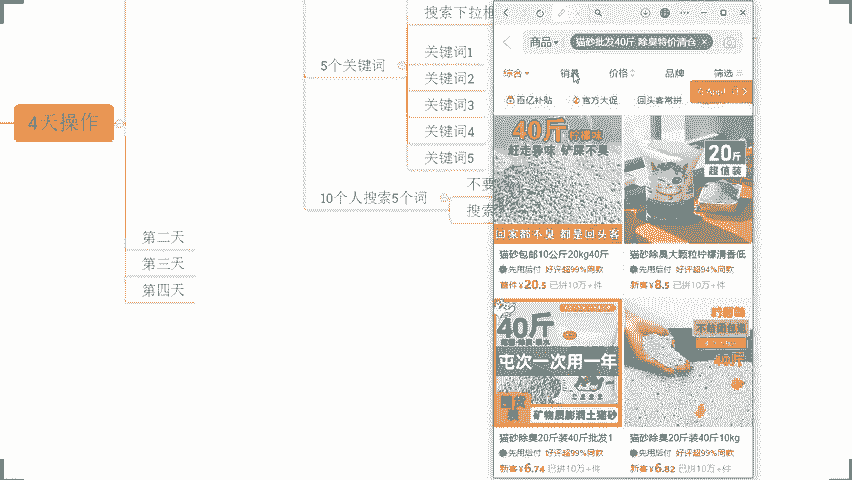 4天操作
搜索下拉框
5个关键词
关键词1
关键词2
关键词3
关键词4
关键词5
10个人搜索5个词
不要
搜索
第二天
第三天
第四天
商品
猫砂批发40斤 除臭特价清仓 ×
综合 销量 价格 品牌 筛选
百亿补贴 官方大促 回头客常拼
40斤 柠檬味
赶走异味 铲屎不臭
回家都不臭 都是回头客
20斤
超值装
猫砂包邮10公斤20kg40斤
先用后付 好评超99%同款
¥20.5 已拼10万+件
猫砂除臭大颗粒柠檬清香低
先用后付 好评超94%同款
新客¥8.5 已拼10万+件
40斤
囤次一次用一年
囤货装
矿物质膨润土猫砂
柠檬味
40斤
猫砂除臭20斤装40斤批发1
先用后付 好评超99%同款
新客¥6.74 已拼10万+件
猫砂除臭20斤装40斤10kg
先用后付 好评超99%同款
新客¥6.82 已拼10万+件